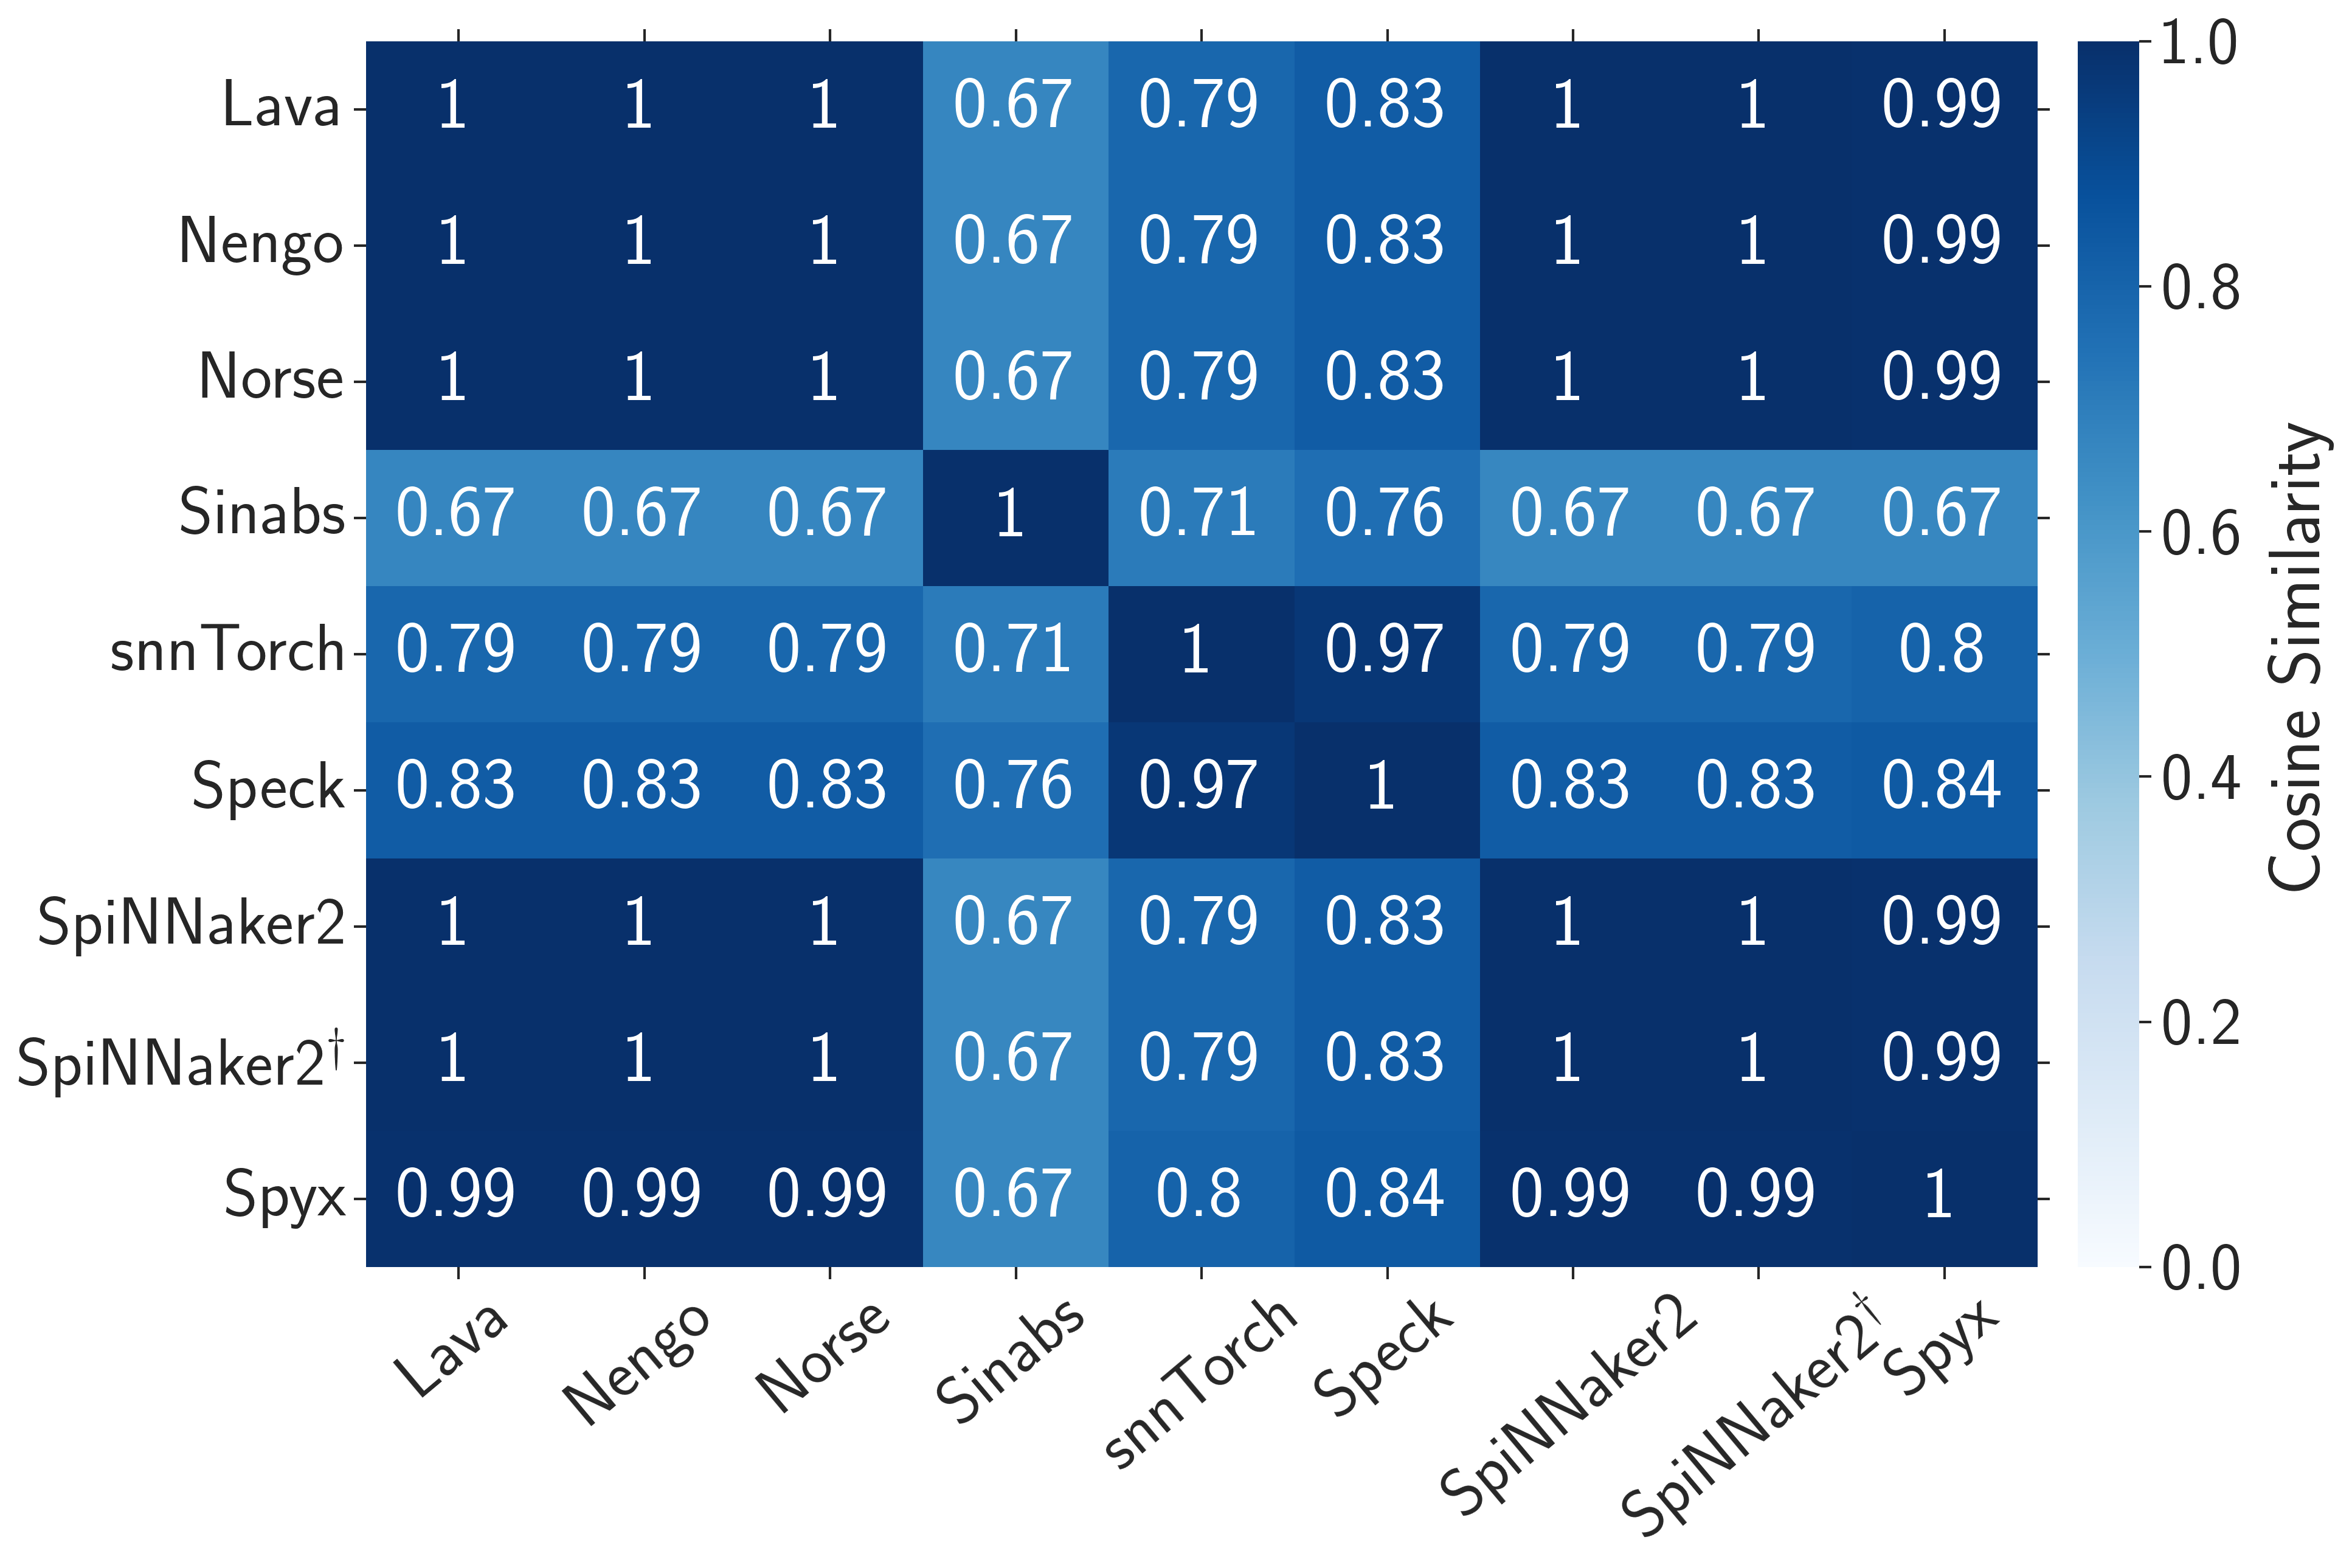 Lava 1 1 1 0.67 0.79 0.83 1 1 0.99
Nengo 1 1 1 0.67 0.79 0.83 1 1 0.99
Norse 1 1 1 0.67 0.79 0.83 1 1 0.99
Sinabs 0.67 0.67 0.67 1 0.71 0.76 0.67 0.67 0.67
snnTorch 0.79 0.79 0.79 0.71 1 0.97 0.79 0.79 0.8
Speck 0.83 0.83 0.83 0.76 0.97 1 0.83 0.83 0.84
SpiNNaker2 1 1 1 0.67 0.79 0.83 1 1 0.99
SpiNNaker2† 1 1 1 0.67 0.79 0.83 1 1 0.99
Spyx 0.99 0.99 0.99 0.67 0.8 0.84 0.99 0.99 1
Lava Nengo Norse Sinabs snnTorch Speck SpiNNaker2 SpiNNaker2† Spyx
1.0
0.8
0.6
0.4
0.2
0.0
Cosine Similarity